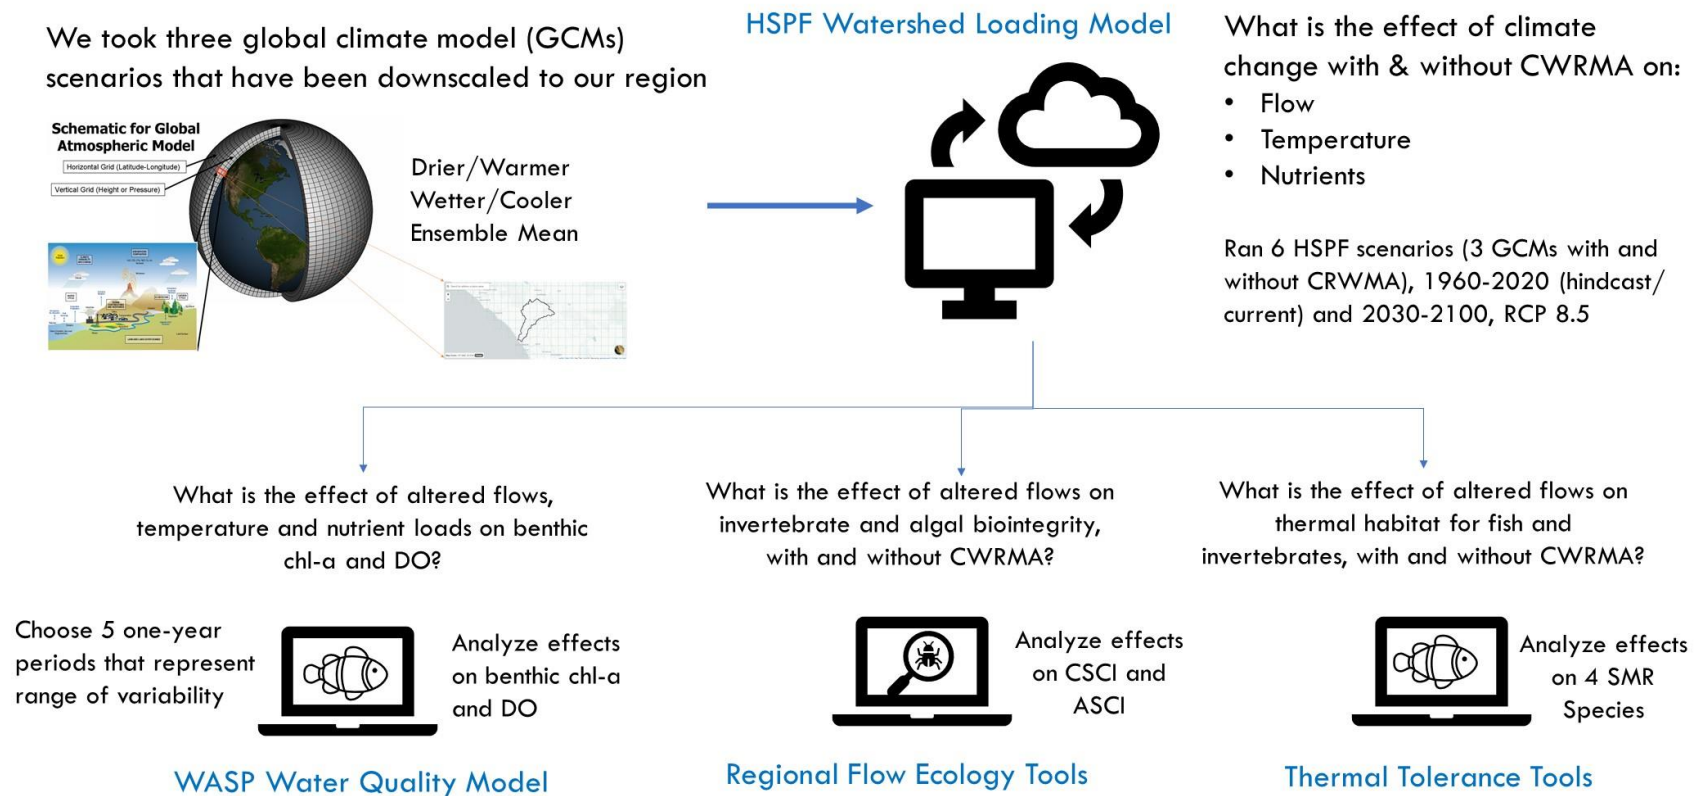 We took three global climate model (GCMs)
scenarios that have been downscaled to our region
Schematic for Global
Atmospheric Model
Horizontal Grid (Latitude-Longitude)
Vertical Grid (Height or Pressure)
Drier/Warmer
Wetter/Cooler
Ensemble Mean
HSPF Watershed Loading Model
What is the effect of climate
change with & without CWRMA on:
• Flow
• Temperature
• Nutrients
Ran 6 HSPF scenarios (3 GCMs with and
without CRWMA), 1960-2020 (hindcast/
current) and 2030-2100, RCP 8.5
What is the effect of altered flows,
temperature and nutrient loads on benthic
chl-a and DO?
Choose 5 one-year
periods that represent
range of variability
Analyze effects
on benthic chl-a
and DO
WASP Water Quality Model
What is the effect of altered flows on
invertebrate and algal biointegrity,
with and without CWRMA?
Analyze effects
on CSCI and
ASCI
Regional Flow Ecology Tools
What is the effect of altered flows on
thermal habitat for fish and
invertebrates, with and without CWRMA?
Analyze effects
on 4 SMR
Species
Thermal Tolerance Tools